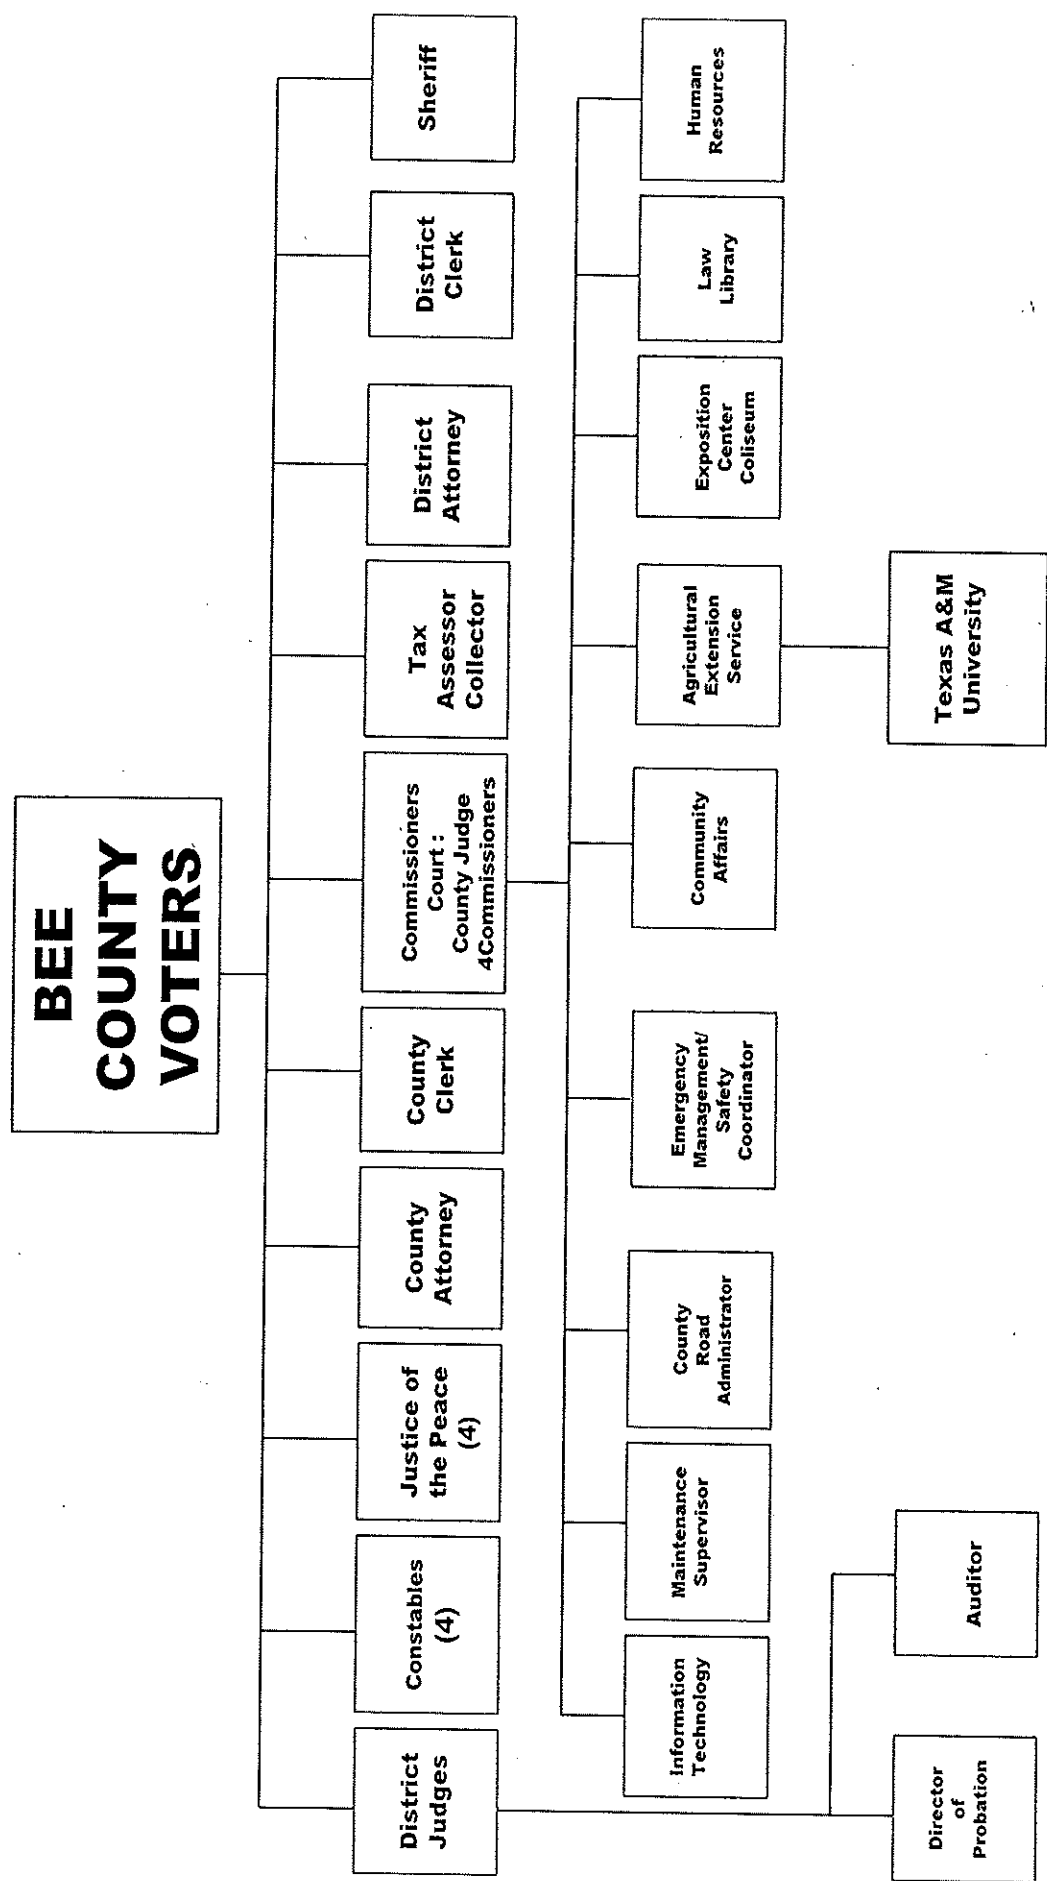 BEE
COUNTY
VOTERS
District
Judges
Constables
(4)
Justice of
the Peace
(4)
County
Attorney
County
Clerk
Commissioners
Court:
County Judge
4Commissioners
Tax
Assessor
Collector
District
Attorney
District
Clerk
Sheriff
Information
Technology
Maintenance
Supervisor
County
Road
Administrator
Emergency
Management/
Safety
Coordinator
Community
Affairs
Agricultural
Extension
Service
Exposition
Center
Coliseum
Law
Library
Human
Resources
Director
of
Probation
Auditor
Texas A&M
University